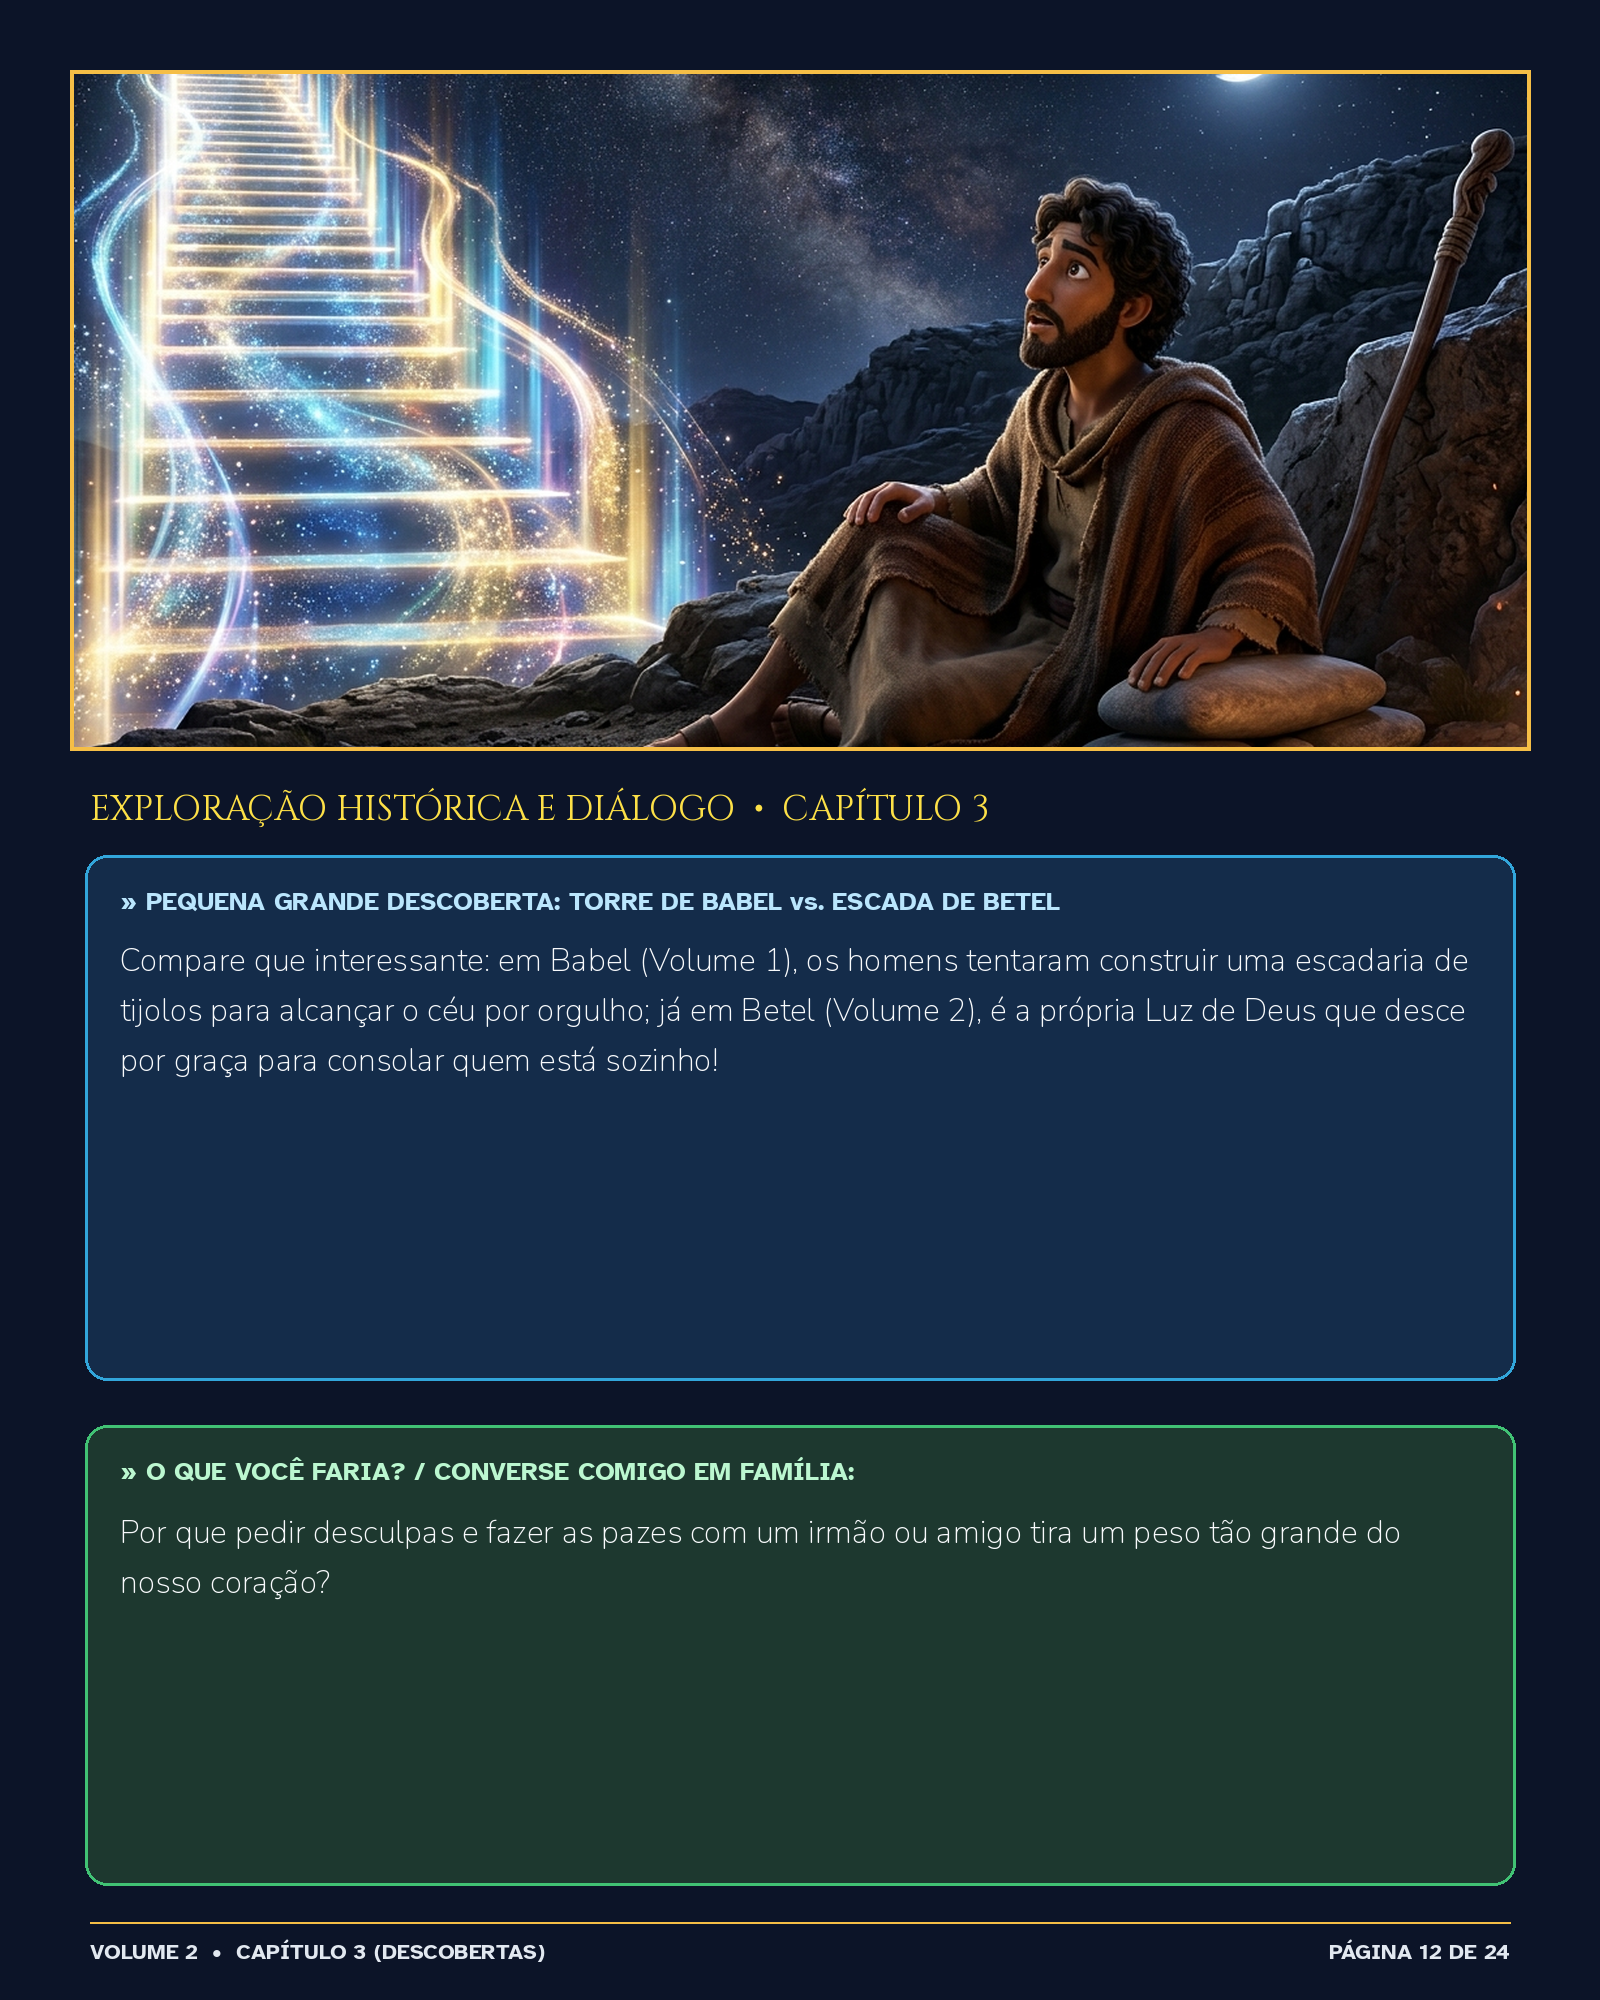 EXPLORAÇÃO HISTÓRICA E DIÁLOGO • CAPÍTULO 3
» PEQUENA GRANDE DESCOBERTA: TORRE DE BABEL vs. ESCADA DE BETEL
Compare que interessante: em Babel (Volume 1), os homens tentaram construir uma escadaria de
tijolos para alcançar o céu por orgulho; já em Betel (Volume 2), é a própria Luz de Deus que desce
por graça para consolar quem está sozinho!
» O QUE VOCÊ FARIA? / CONVERSE COMIGO EM FAMÍLIA:
Por que pedir desculpas e fazer as pazes com um irmão ou amigo tira um peso tão grande do
nosso coração?
VOLUME 2 • CAPÍTULO 3 (DESCOBERTAS)
PÁGINA 12 DE 24